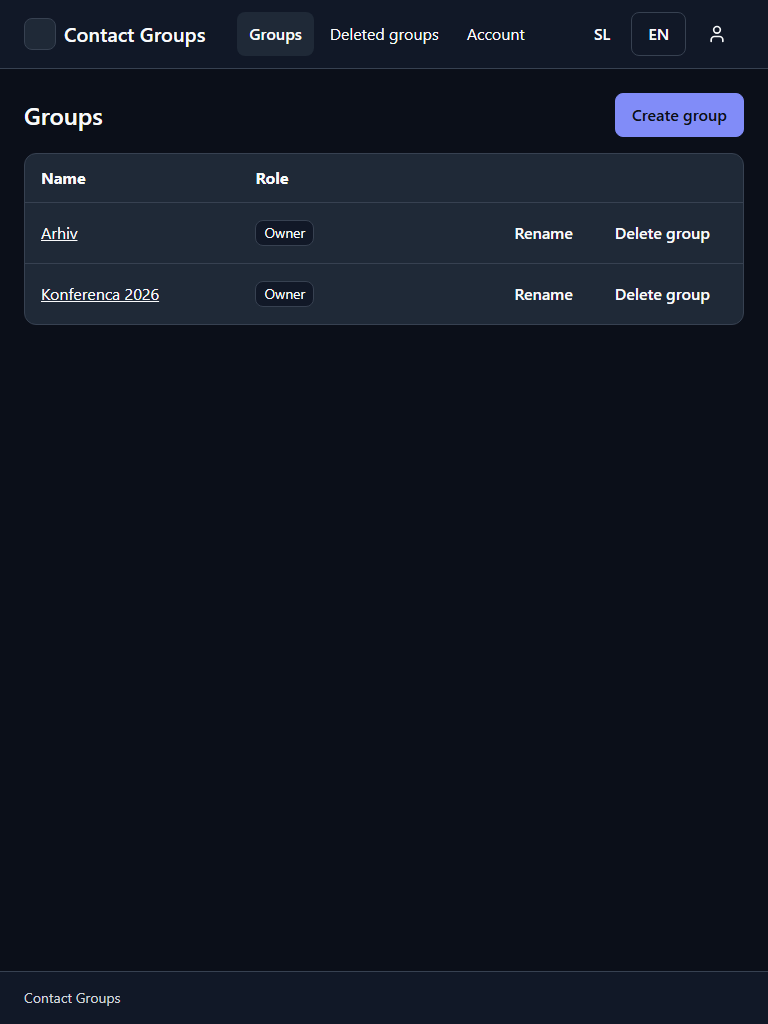 Contact Groups Groups Deleted groups Account SL EN
Groups Create group
Name Role
Arhiv Owner Rename Delete group
Konferenca 2026 Owner Rename Delete group
Contact Groups